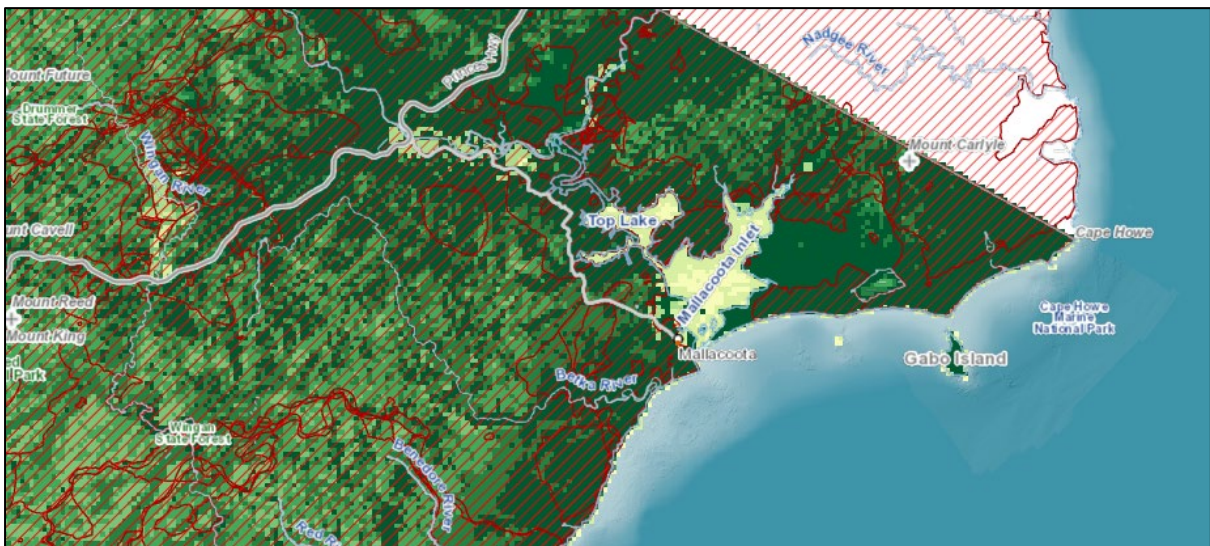 Nadgee River
Princes Hwy
Mount Future
Drummer
State Forest
Wingan
River
Mount Carlyle
Top Lake
Mallacoota Inlet
Cape Howe
Mount Cavell
Mount Reed
Mount King
Park
Cape Howe
Marine
National Park
Mallacoota
Gabo Island
Betka River
Wingan
State Forest
Benedore
River
Red